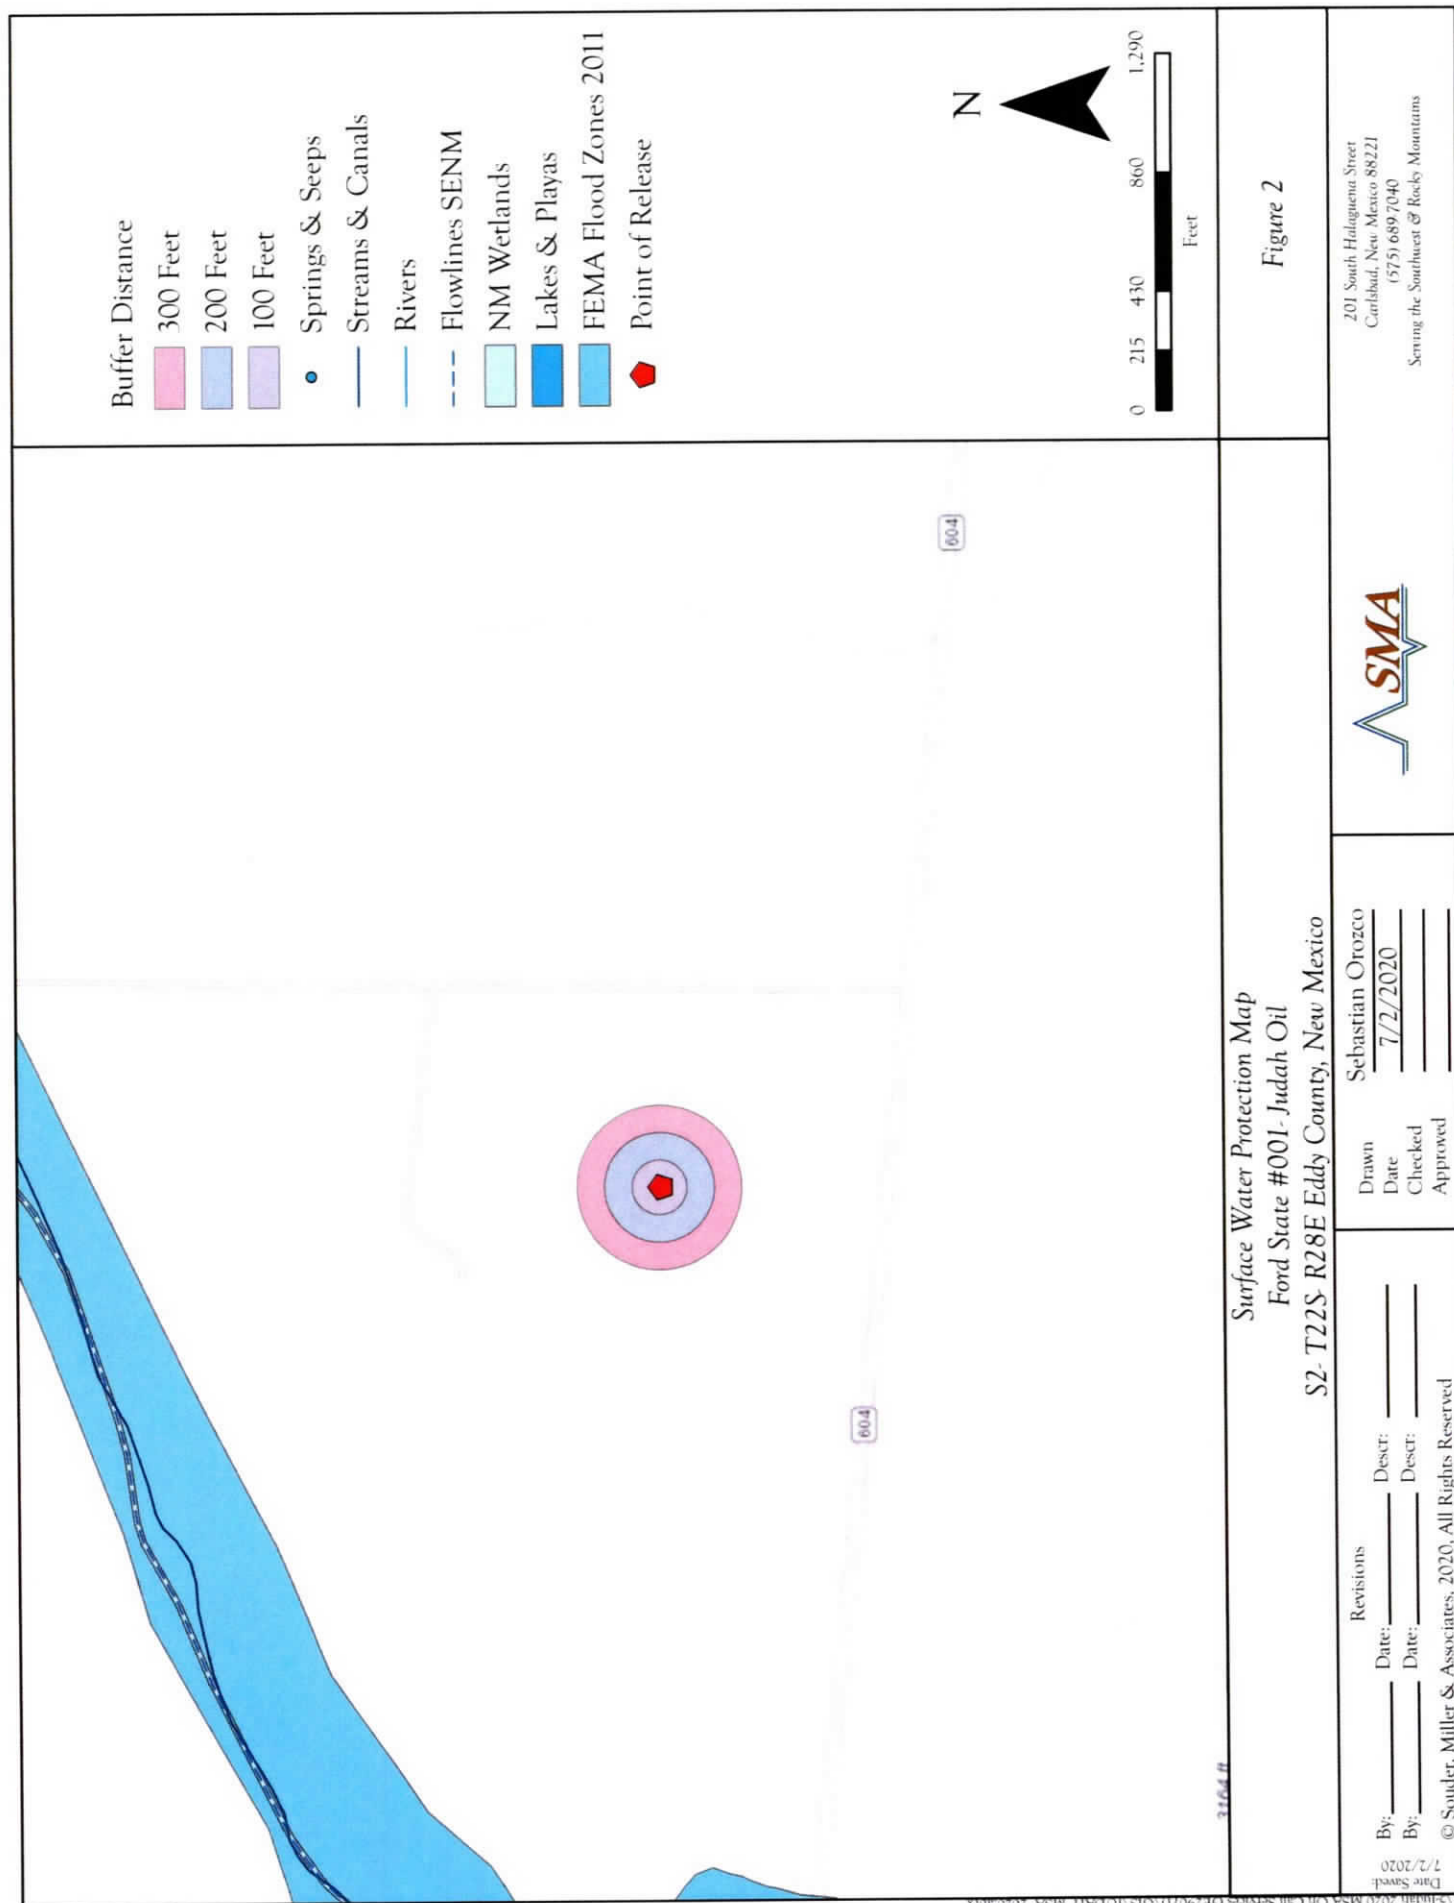 Buffer Distance
300 Feet
200 Feet
100 Feet
Springs & Seeps
Streams & Canals
Rivers
Flowlines SENM
NM Wetlands
Lakes & Playas
FEMA Flood Zones 2011
Point of Release
N
0 215 430 860 1,290
Feet
604
604
3164 ft
Surface Water Protection Map
Ford State #001- Judah Oil
S2- T22S- R28E Eddy County, New Mexico
Figure 2
Revisions
By: Date: Descr:
By: Date: Descr:
© Souder, Miller & Associates, 2020, All Rights Reserved
Drawn Sebastian Orozco
Date 7/2/2020
Checked
Approved
SMA
201 South Halaguena Street
Carlsbad, New Mexico 88221
(575) 689-7040
Serving the Southwest & Rocky Mountains
Date Saved:
7/2/2020